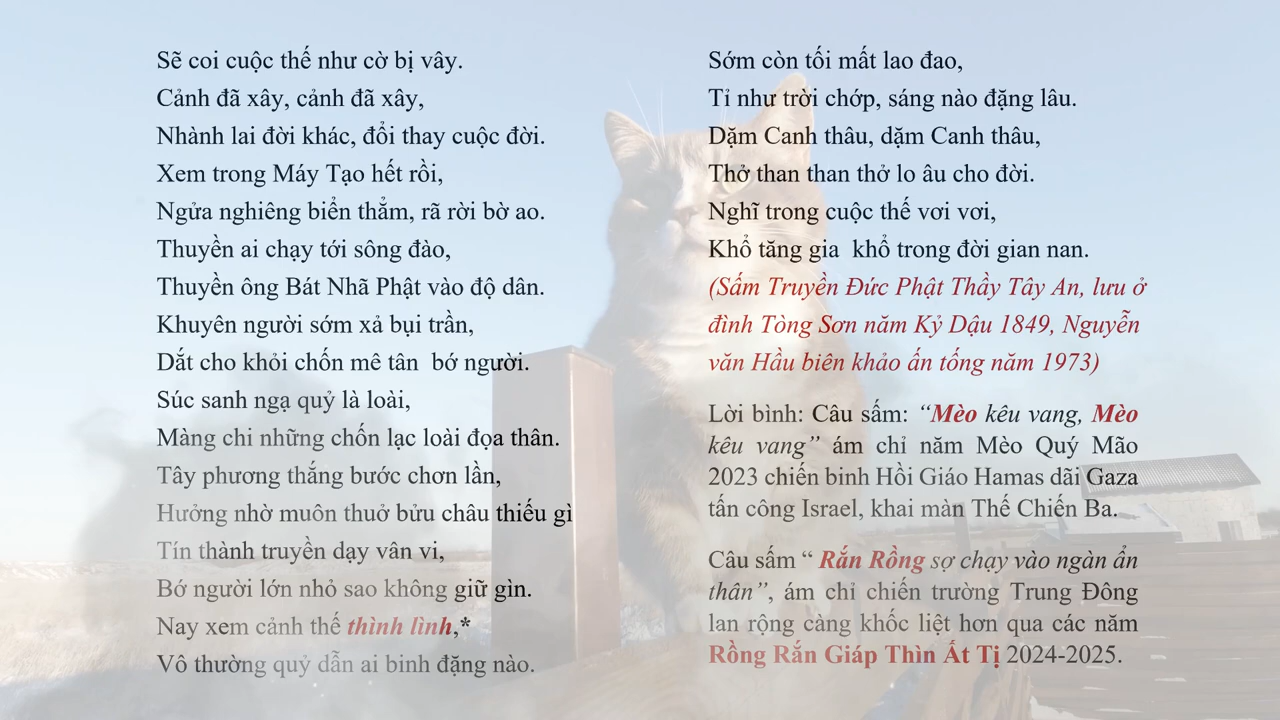 Sẽ coi cuộc thế như cờ bị vây.
Cảnh đã xây, cảnh đã xây,
Nhành lai đời khác, đổi thay cuộc đời.
Xem trong Máy Tạo hết rồi,
Ngửa nghiêng biển thẳm, rã rời bờ ao.
Thuyền ai chạy tới sông đào,
Thuyền ông Bát Nhã Phật vào độ dân.
Khuyên người sớm xả bụi trần,
Dắt cho khỏi chốn mê tân  bớ người.
Súc sanh ngạ quỷ là loài,
Màng chi những chốn lạc loài đọa thân.
Tây phương thắng bước chơn lần,
Hưởng nhờ muôn thuở bửu châu thiếu gì
Tín thành truyền dạy vân vi,
Bớ người lớn nhỏ sao không giữ gìn.
Nay xem cảnh thế thình lình,*
Vô thường quỷ dẫn ai binh đặng nào.
Sớm còn tối mất lao đao,
Tỉ như trời chớp, sáng nào đặng lâu.
Dặm Canh thâu, dặm Canh thâu,
Thở than than thở lo âu cho đời.
Nghĩ trong cuộc thế vơi vơi,
Khổ tăng gia  khổ trong đời gian nan.
(Sấm Truyền Đức Phật Thầy Tây An, lưu ở
đình Tòng Sơn năm Kỷ Dậu 1849, Nguyễn
văn Hầu biên khảo ấn tống năm 1973)
Lời bình: Câu sấm: “Mèo kêu vang, Mèo
kêu vang” ám chỉ năm Mèo Quý Mão
2023 chiến binh Hồi Giáo Hamas dãi Gaza
tấn công Israel, khai màn Thế Chiến Ba.
Câu sấm “ Rắn Rồng sợ chạy vào ngàn ẩn
thân”, ám chỉ chiến trường Trung Đông
lan rộng càng khốc liệt hơn qua các năm
Rồng Rắn Giáp Thìn Ất Tị 2024-2025.